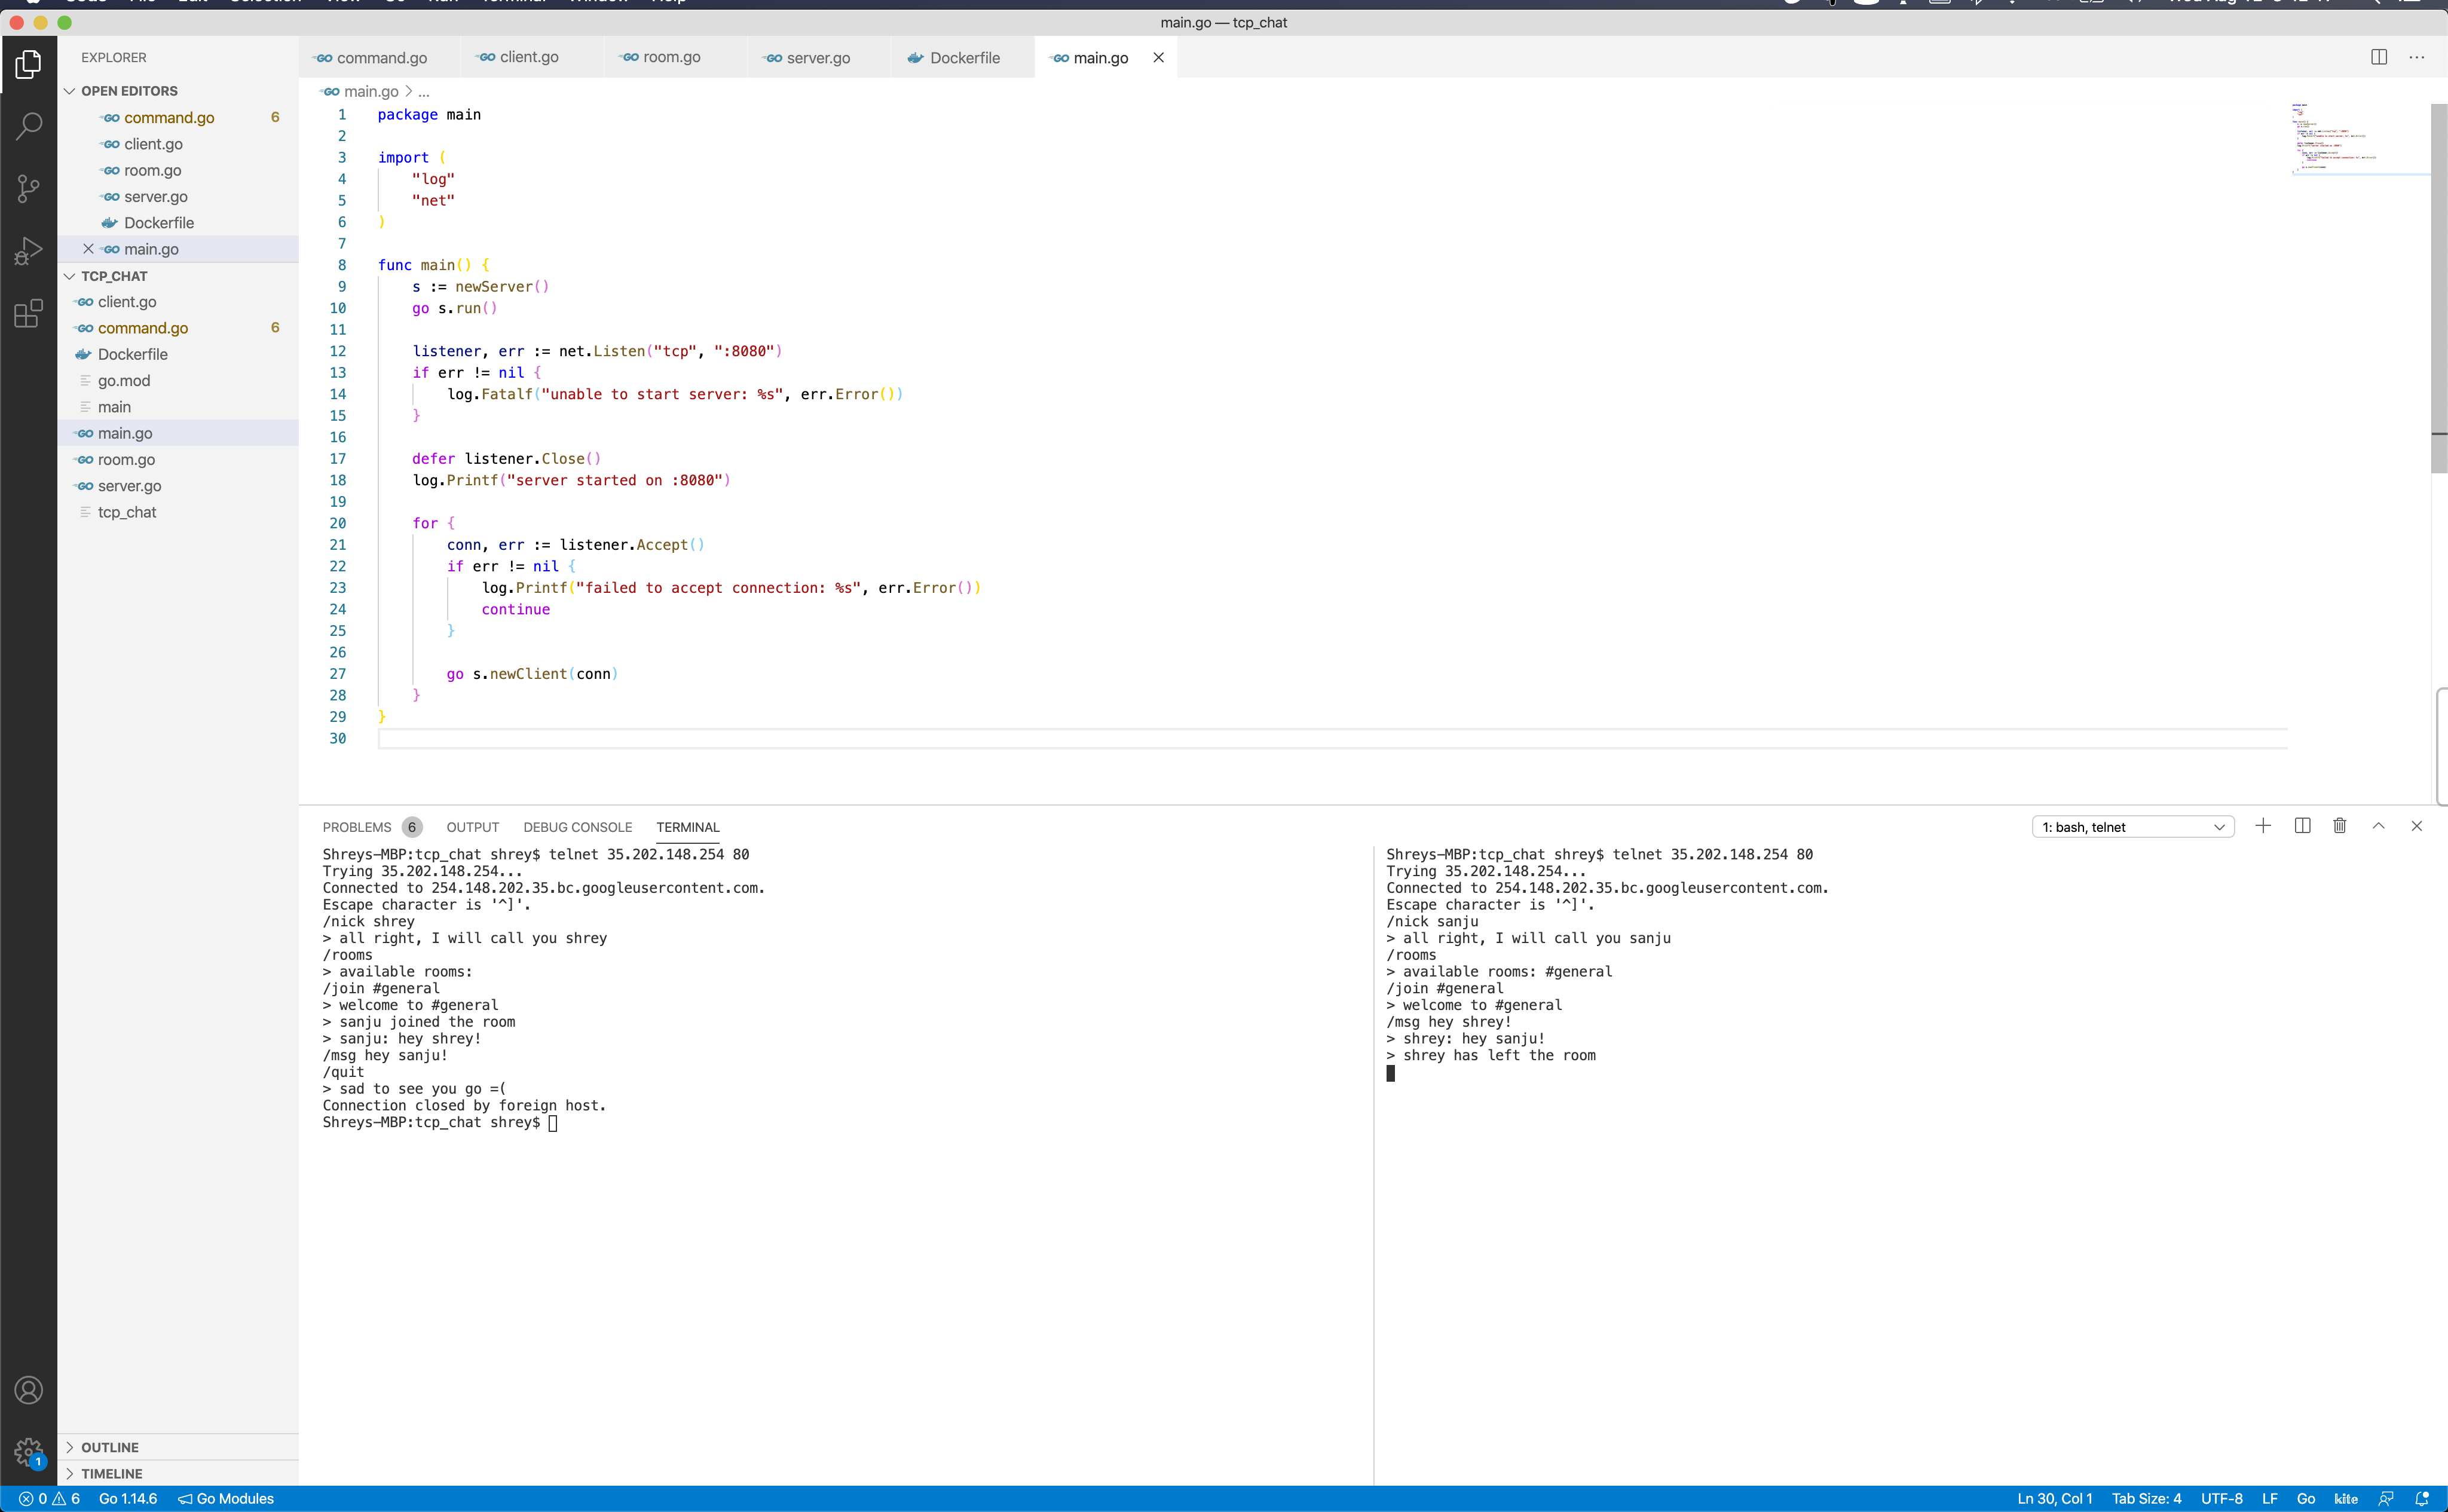 main.go — tcp_chat
EXPLORER
OPEN EDITORS
command.go 6
client.go
room.go
server.go
Dockerfile
main.go
TCP_CHAT
client.go
command.go 6
Dockerfile
go.mod
main
main.go
room.go
server.go
tcp_chat
OUTLINE
TIMELINE
command.go client.go room.go server.go Dockerfile main.go
main.go > ...
1 package main
2
3 import (
4 "log"
5 "net"
6 )
7
8 func main() {
9 s := newServer()
10 go s.run()
11
12 listener, err := net.Listen("tcp", ":8080")
13 if err != nil {
14 log.Fatalf("unable to start server: %s", err.Error())
15 }
16
17 defer listener.Close()
18 log.Printf("server started on :8080")
19
20 for {
21 conn, err := listener.Accept()
22 if err != nil {
23 log.Printf("failed to accept connection: %s", err.Error())
24 continue
25 }
26
27 go s.newClient(conn)
28 }
29 }
30
PROBLEMS 6 OUTPUT DEBUG CONSOLE TERMINAL
1: bash, telnet
Shreys-MBP:tcp_chat shrey$ telnet 35.202.148.254 80
Trying 35.202.148.254...
Connected to 254.148.202.35.bc.googleusercontent.com.
Escape character is '^]'.
/nick shrey
> all right, I will call you shrey
/rooms
> available rooms:
/join #general
> welcome to #general
> sanju joined the room
> sanju: hey shrey!
/msg hey sanju!
/quit
> sad to see you go =(
Connection closed by foreign host.
Shreys-MBP:tcp_chat shrey$
Shreys-MBP:tcp_chat shrey$ telnet 35.202.148.254 80
Trying 35.202.148.254...
Connected to 254.148.202.35.bc.googleusercontent.com.
Escape character is '^]'.
/nick sanju
> all right, I will call you sanju
/rooms
> available rooms: #general
/join #general
> welcome to #general
/msg hey shrey!
> shrey: hey sanju!
> shrey has left the room
1
0 6 Go 1.14.6 Go Modules
Ln 30, Col 1 Tab Size: 4 UTF-8 LF Go kite